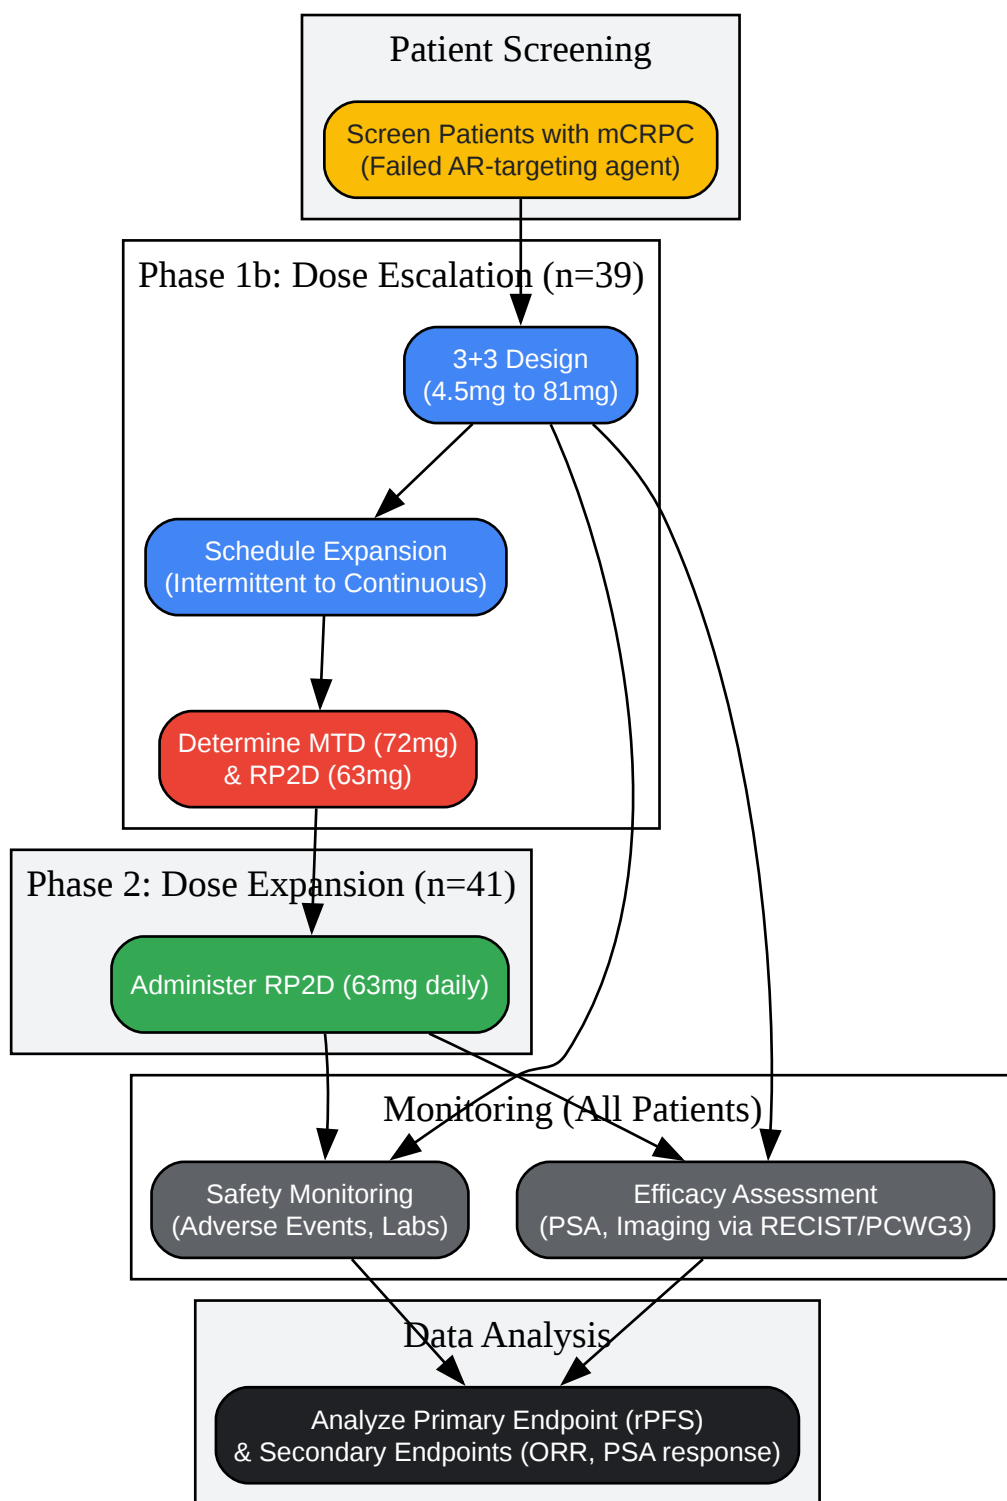 Patient Screening
Screen Patients with mCRPC
(Failed AR-targeting agent)
Phase 1b: Dose Escalation (n=39)
3+3 Design
(4.5mg to 81mg)
Schedule Expansion
(Intermittent to Continuous)
Determine MTD (72mg)
& RP2D (63mg)
Phase 2: Dose Expansion (n=41)
Administer RP2D (63mg daily)
Monitoring (All Patients)
Safety Monitoring
(Adverse Events, Labs)
Efficacy Assessment
(PSA, Imaging via RECIST/PCWG3)
Data Analysis
Analyze Primary Endpoint (rPFS)
& Secondary Endpoints (ORR, PSA response)